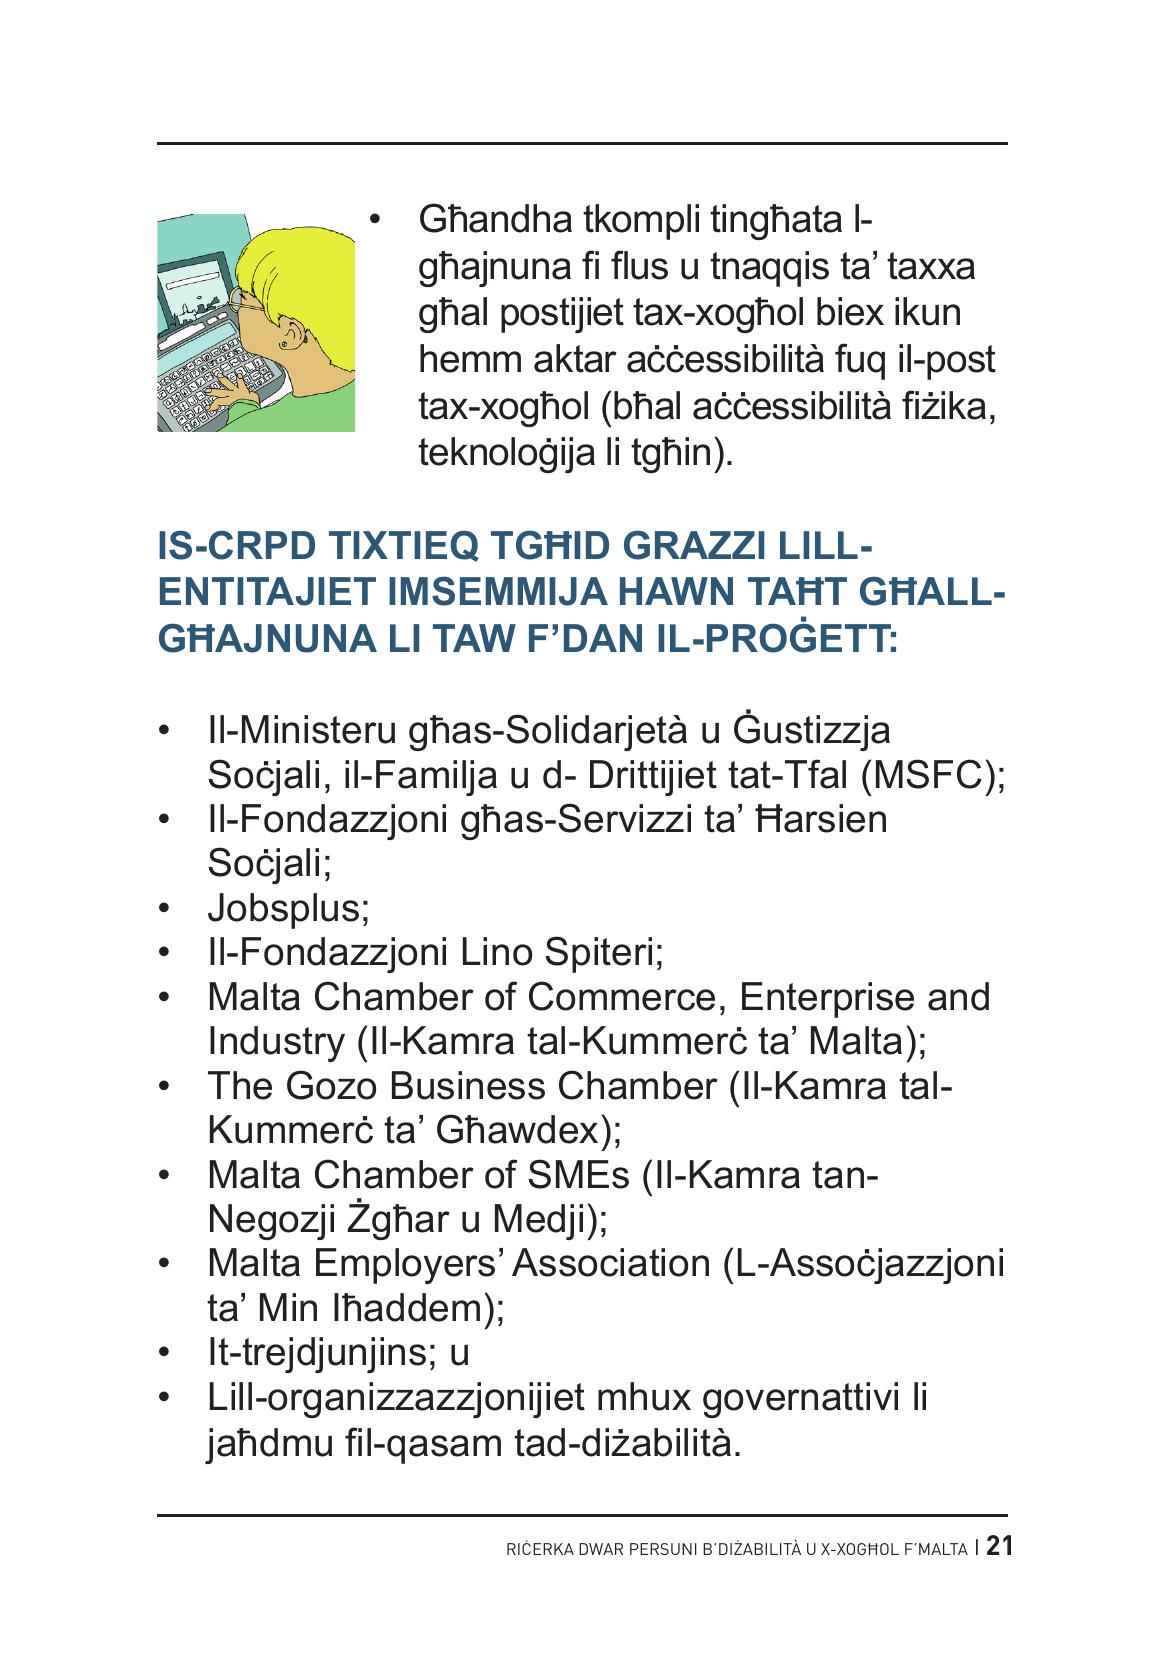 • Għandha tkompli tingħata l-
għajnuna fi flus u tnaqqis ta’ taxxa
għal postijiet tax-xogħol biex ikun
hemm aktar aċċessibilità fuq il-post
tax-xogħol (bħal aċċessibilità fiżika,
teknoloġija li tgħin).
IS-CRPD TIXTIEQ TGĦID GRAZZI LILL-
ENTITAJIET IMSEMMIJA HAWN TAĦT GĦALL-
GĦAJNUNA LI TAW F’DAN IL-PROĠETT:
• Il-Ministeru għas-Solidarjetà u Ġustizzja
Soċjali, il-Familja u d- Drittijiet tat-Tfal (MSFC);
• Il-Fondazzjoni għas-Servizzi ta’ Ħarsien
Soċjali;
• Jobsplus;
• Il-Fondazzjoni Lino Spiteri;
• Malta Chamber of Commerce, Enterprise and
Industry (Il-Kamra tal-Kummerċ ta’ Malta);
• The Gozo Business Chamber (Il-Kamra tal-
Kummerċ ta’ Għawdex);
• Malta Chamber of SMEs (Il-Kamra tan-
Negozji Żgħar u Medji);
• Malta Employers’ Association (L-Assoċjazzjoni
ta’ Min Iħaddem);
• It-trejdjunjins; u
• Lill-organizzazzjonijiet mhux governattivi li
jaħdmu fil-qasam tad-diżabilità.
RIĊERKA DWAR PERSUNI B’DIŻABILITÀ U X-XOGĦOL F’MALTA | 21